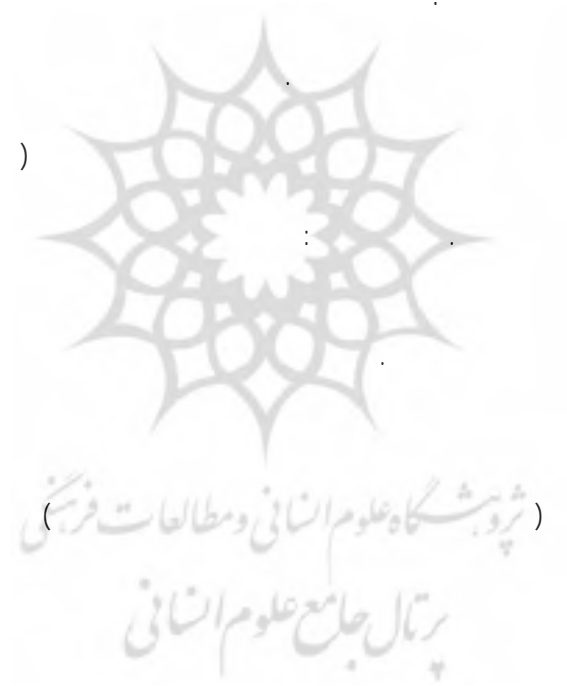 پژوهشگاه علوم انسانی و مطالعات فرهنگی
پرتال جامع علوم انسانی